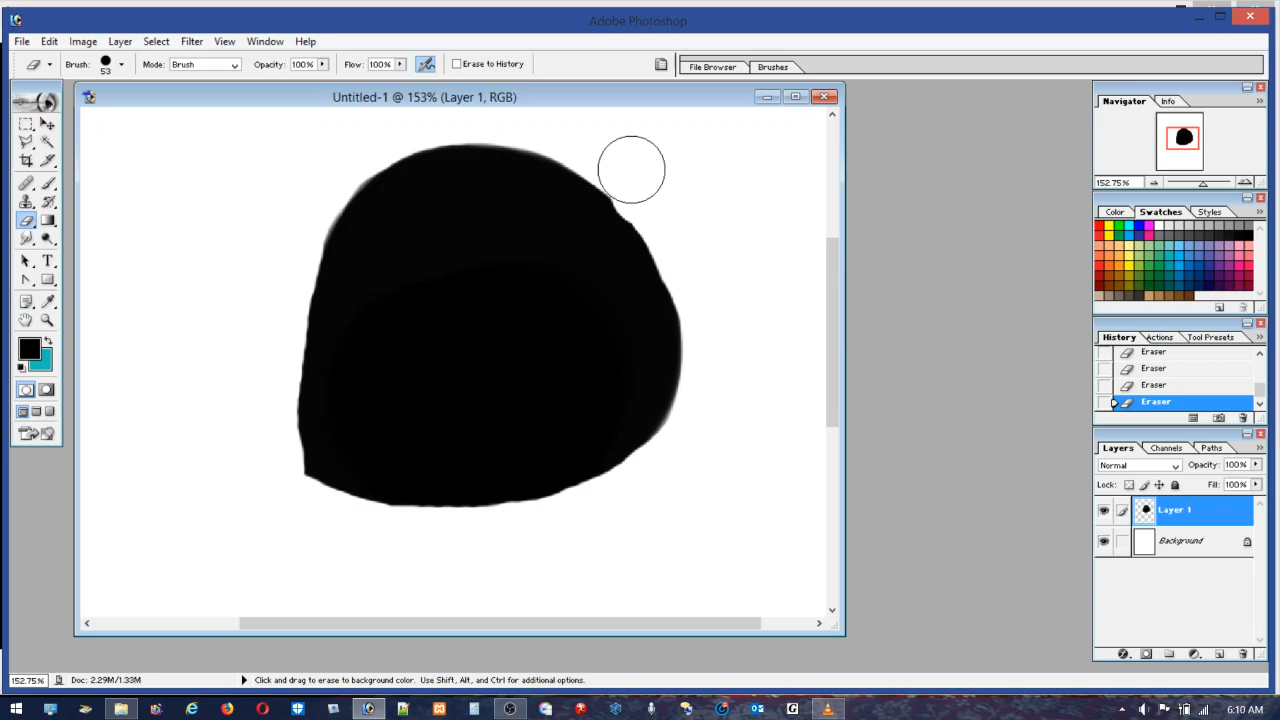 Adobe Photoshop
File Edit Image Layer Select Filter View Window Help
Brush: 53 Mode: Brush Opacity: 100% Flow: 100% Erase to History File Browser Brushes
Untitled-1 @ 153% (Layer 1, RGB)
Navigator Info
152.75%
Color Swatches Styles
History Actions Tool Presets
Eraser
Eraser
Eraser
Eraser
Layers Channels Paths
Normal Opacity: 100%
Lock: Fill: 100%
Layer 1
Background
152.75% Doc: 2.29M/1.33M Click and drag to erase to background color. Use Shift, Alt, and Ctrl for additional options.
6:10 AM